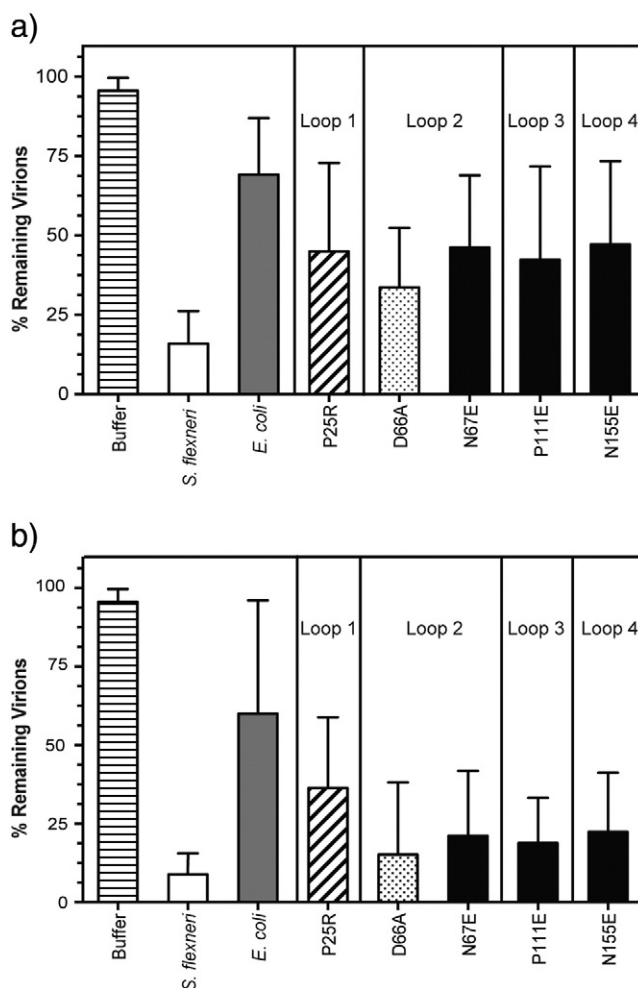 a)
% Remaining Virions
100
75
50
25
0
Loop 1
Loop 2
Loop 3
Loop 4
Buffer
S. flexneri
E. coli
P25R
D66A
N67E
P111E
N155E
b)
% Remaining Virions
100
75
50
25
0
Loop 1
Loop 2
Loop 3
Loop 4
Buffer
S. flexneri
E. coli
P25R
D66A
N67E
P111E
N155E